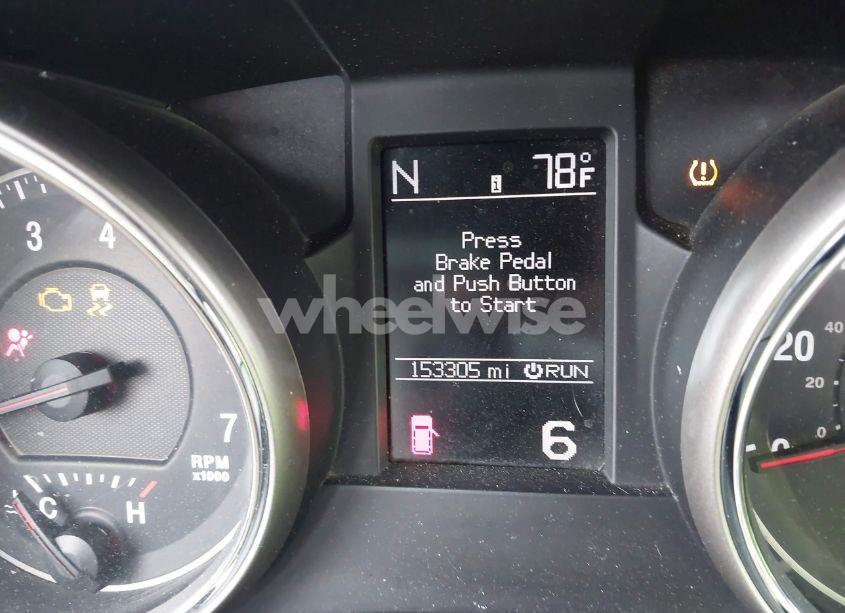 N
i
78°F
Press
Brake Pedal
and Push Button
to Start
wheelwise
153305 mi RUN
6
3
4
7
RPM
x1000
C
H
20
40
20
0